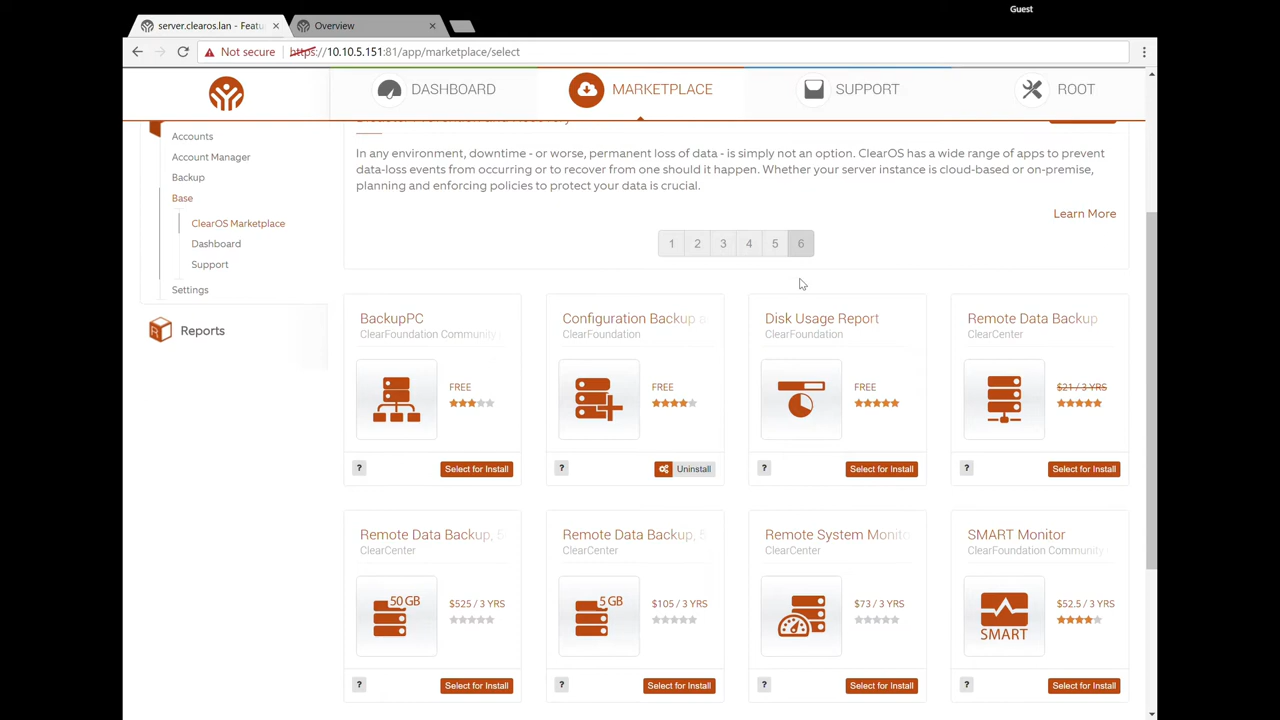 Guest
server.clearos.lan - Featu
Overview
Not secure https://10.10.5.151:81/app/marketplace/select
DASHBOARD
MARKETPLACE
SUPPORT
ROOT
Accounts
Account Manager
Backup
Base
ClearOS Marketplace
Dashboard
Support
Settings
Reports
In any environment, downtime - or worse, permanent loss of data - is simply not an option. ClearOS has a wide range of apps to prevent
data-loss events from occurring or to recover from one should it happen. Whether your server instance is cloud-based or on-premise,
planning and enforcing policies to protect your data is crucial.
Learn More
1 2 3 4 5 6
BackupPC
ClearFoundation Community
FREE
? Select for Install
Configuration Backup a
ClearFoundation
FREE
? Uninstall
Disk Usage Report
ClearFoundation
FREE
? Select for Install
Remote Data Backup
ClearCenter
$21 / 3 YRS
? Select for Install
Remote Data Backup, 5
ClearCenter
50 GB
$525 / 3 YRS
? Select for Install
Remote Data Backup, 5
ClearCenter
5 GB
$105 / 3 YRS
? Select for Install
Remote System Monito
ClearCenter
$73 / 3 YRS
? Select for Install
SMART Monitor
ClearFoundation Community
SMART
$52.5 / 3 YRS
? Select for Install